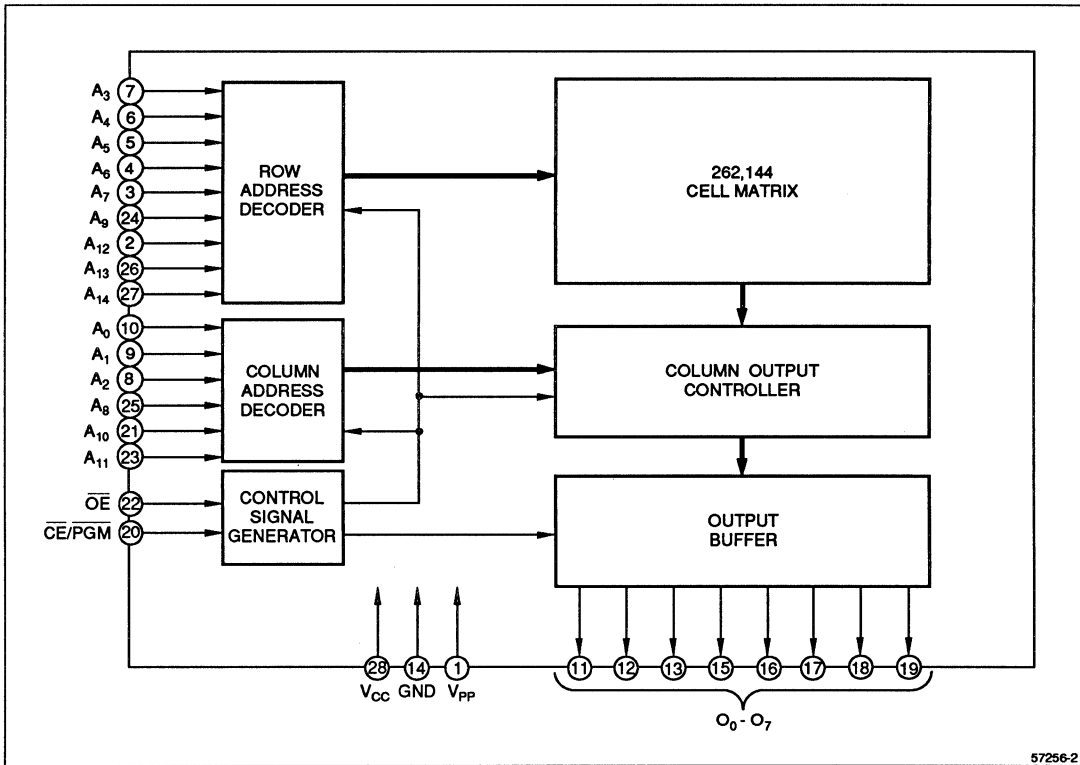 A3 7
A4 6
A5 5
A6 4
A7 3
A9 24
A12 2
A13 26
A14 27
ROW
ADDRESS
DECODER
262,144
CELL MATRIX
A0 10
A1 9
A2 8
A8 25
A10 21
A11 23
COLUMN
ADDRESS
DECODER
COLUMN OUTPUT
CONTROLLER
O̅E̅ 22
C̅E̅/P̅G̅M̅ 20
CONTROL
SIGNAL
GENERATOR
OUTPUT
BUFFER
28 14 1
VCC GND VPP
11 12 13 15 16 17 18 19
O0 - O7
57256-2